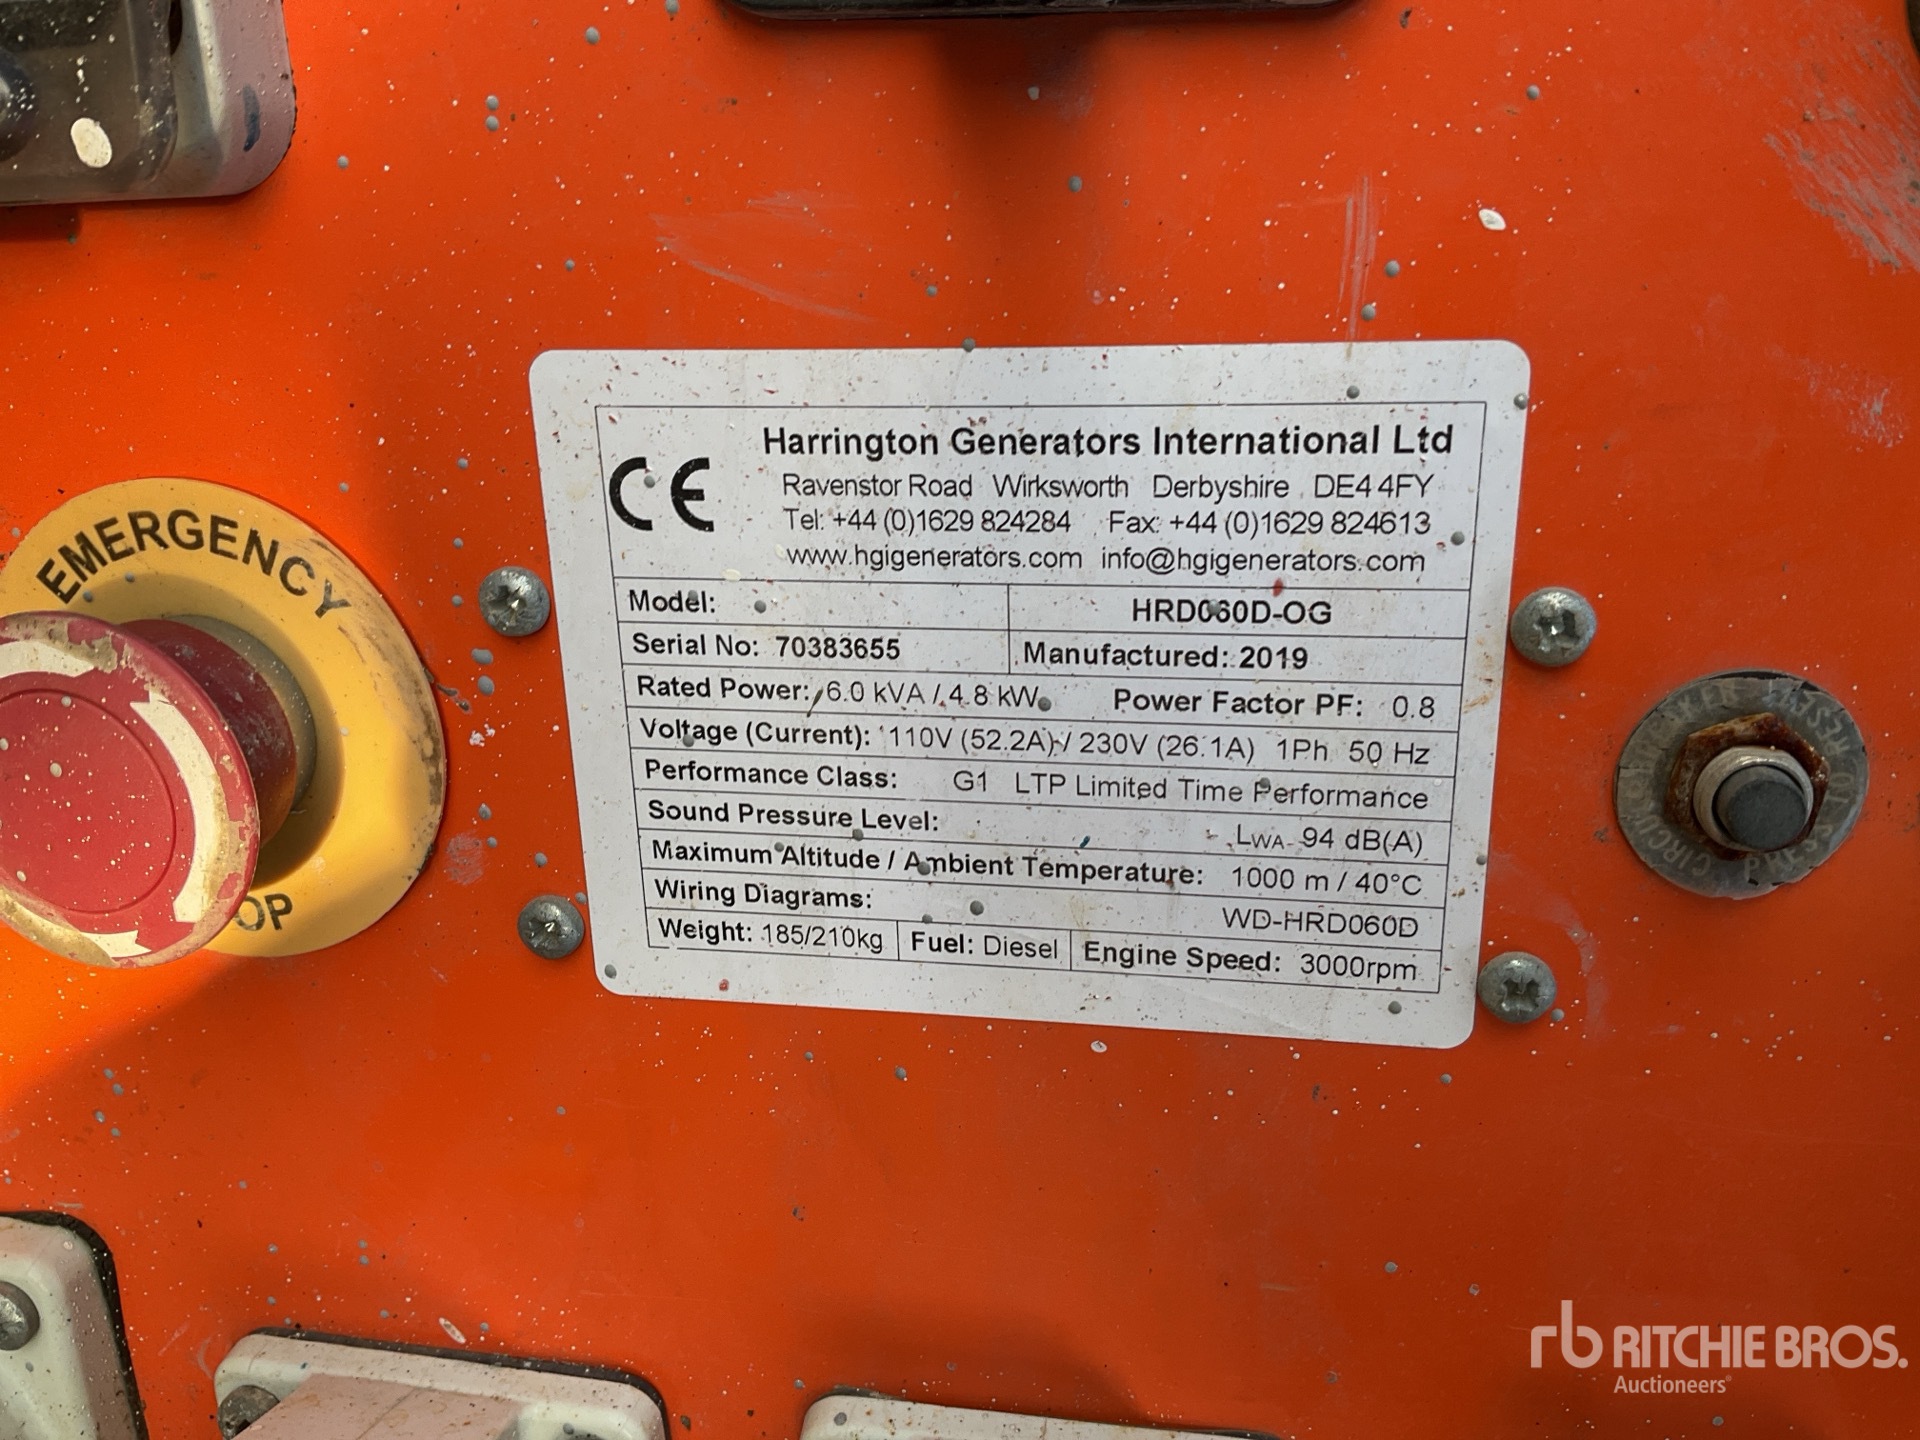 Harrington Generators International Ltd
CE
Ravenstor Road Wirksworth Derbyshire DE4 4FY
Tel: +44 (0)1629 824284 Fax: +44 (0)1629 824613
www.hgigenerators.com info@hgigenerators.com
Model: HRD060D-OG
Serial No: 70383655 Manufactured: 2019
Rated Power: 6.0 kVA / 4.8 kW Power Factor PF: 0.8
Voltage (Current): 110V (52.2A) / 230V (26.1A) 1Ph 50 Hz
Performance Class: G1 LTP Limited Time Performance
Sound Pressure Level: LWA 94 dB(A)
Maximum Altitude / Ambient Temperature: 1000 m / 40°C
Wiring Diagrams: WD-HRD060D
Weight: 185/210kg Fuel: Diesel Engine Speed: 3000rpm
EMERGENCY
OP
PRESS TO RESET
rb RITCHIE BROS.
Auctioneers